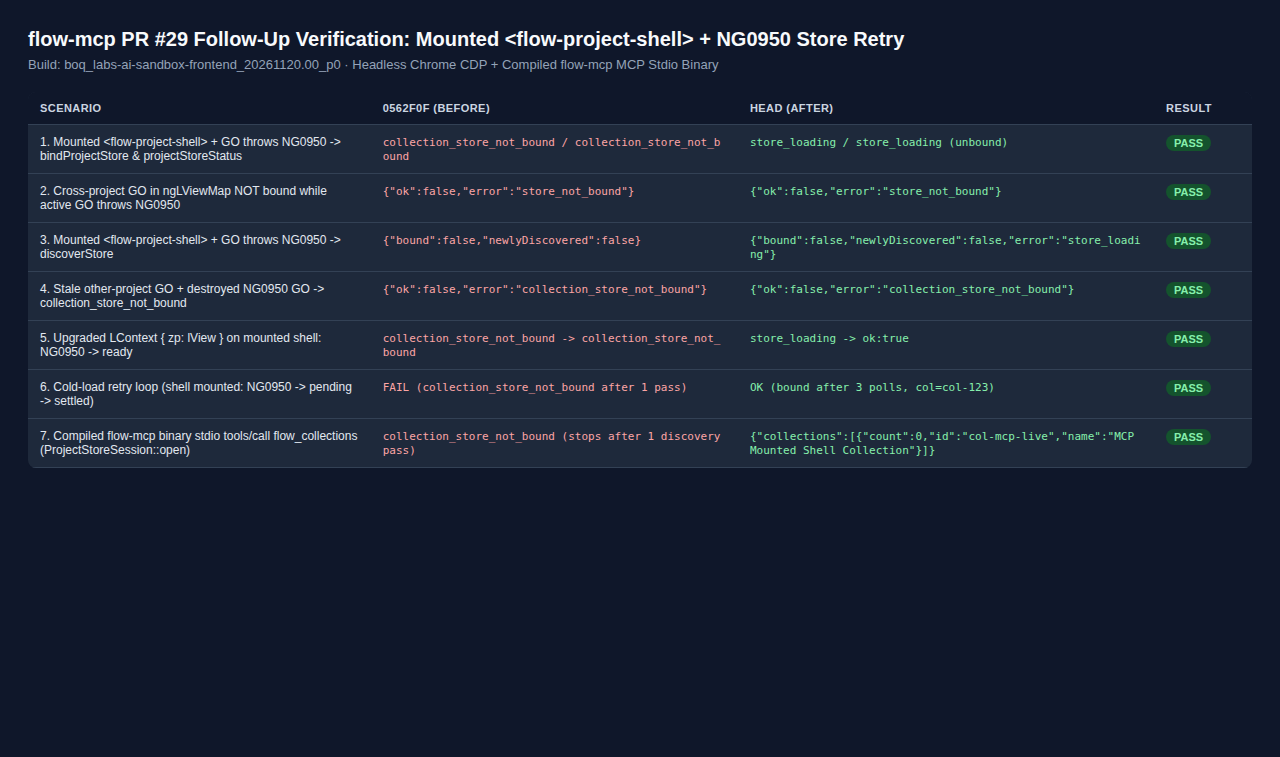 flow-mcp PR #29 Follow-Up Verification: Mounted <flow-project-shell> + NG0950 Store Retry
Build: boq_labs-ai-sandbox-frontend_20261120.00_p0 · Headless Chrome CDP + Compiled flow-mcp MCP Stdio Binary
SCENARIO
0562F0F (BEFORE)
HEAD (AFTER)
RESULT
1. Mounted <flow-project-shell> + GO throws NG0950 ->
bindProjectStore & projectStoreStatus
collection_store_not_bound / collection_store_not_b
ound
store_loading / store_loading (unbound)
PASS
2. Cross-project GO in ngLViewMap NOT bound while
active GO throws NG0950
{"ok":false,"error":"store_not_bound"}
{"ok":false,"error":"store_not_bound"}
PASS
3. Mounted <flow-project-shell> + GO throws NG0950 ->
discoverStore
{"bound":false,"newlyDiscovered":false}
{"bound":false,"newlyDiscovered":false,"error":"store_loadi
ng"}
PASS
4. Stale other-project GO + destroyed NG0950 GO ->
collection_store_not_bound
{"ok":false,"error":"collection_store_not_bound"}
{"ok":false,"error":"collection_store_not_bound"}
PASS
5. Upgraded LContext { zp: lView } on mounted shell:
NG0950 -> ready
collection_store_not_bound -> collection_store_not_
bound
store_loading -> ok:true
PASS
6. Cold-load retry loop (shell mounted: NG0950 -> pending
-> settled)
FAIL (collection_store_not_bound after 1 pass)
OK (bound after 3 polls, col=col-123)
PASS
7. Compiled flow-mcp binary stdio tools/call flow_collections
(ProjectStoreSession::open)
collection_store_not_bound (stops after 1 discovery
pass)
{"collections":[{"count":0,"id":"col-mcp-live","name":"MCP
Mounted Shell Collection"}]}
PASS